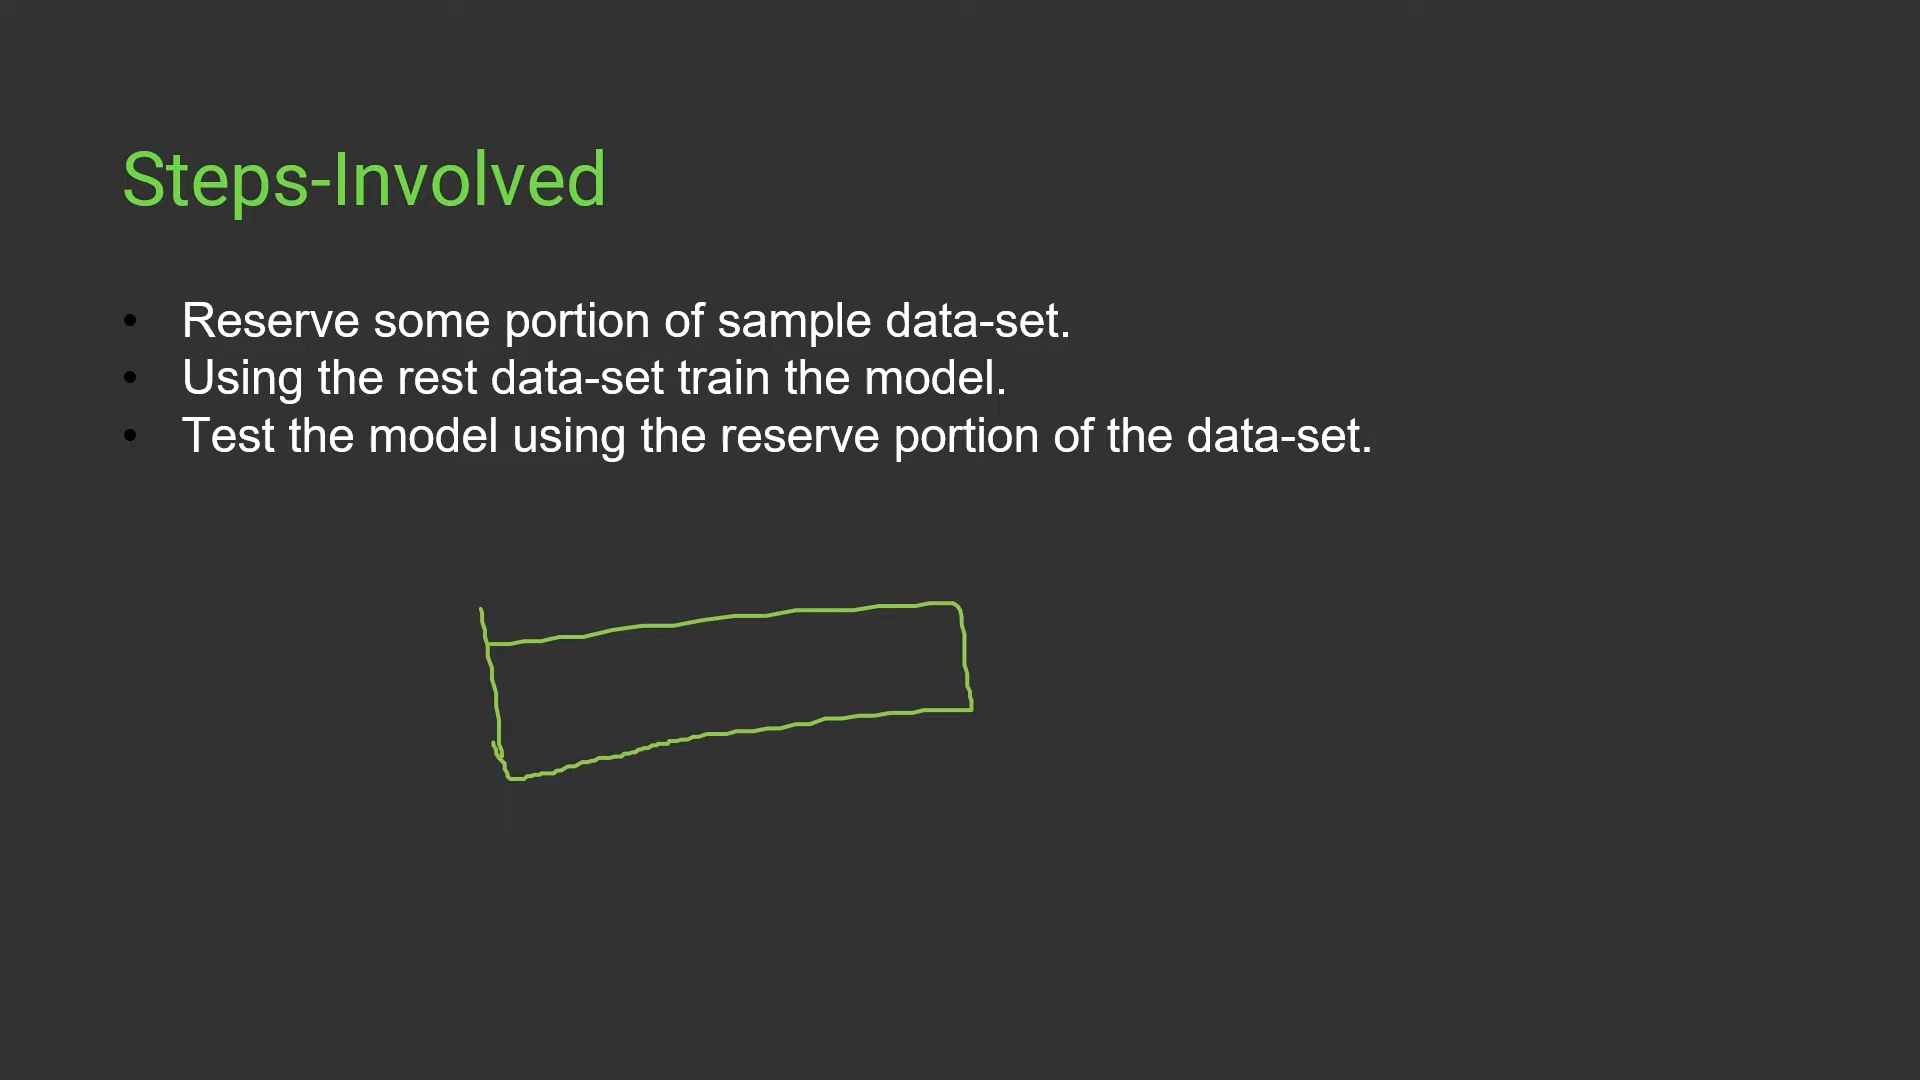 Steps-Involved
• Reserve some portion of sample data-set.
• Using the rest data-set train the model.
• Test the model using the reserve portion of the data-set.